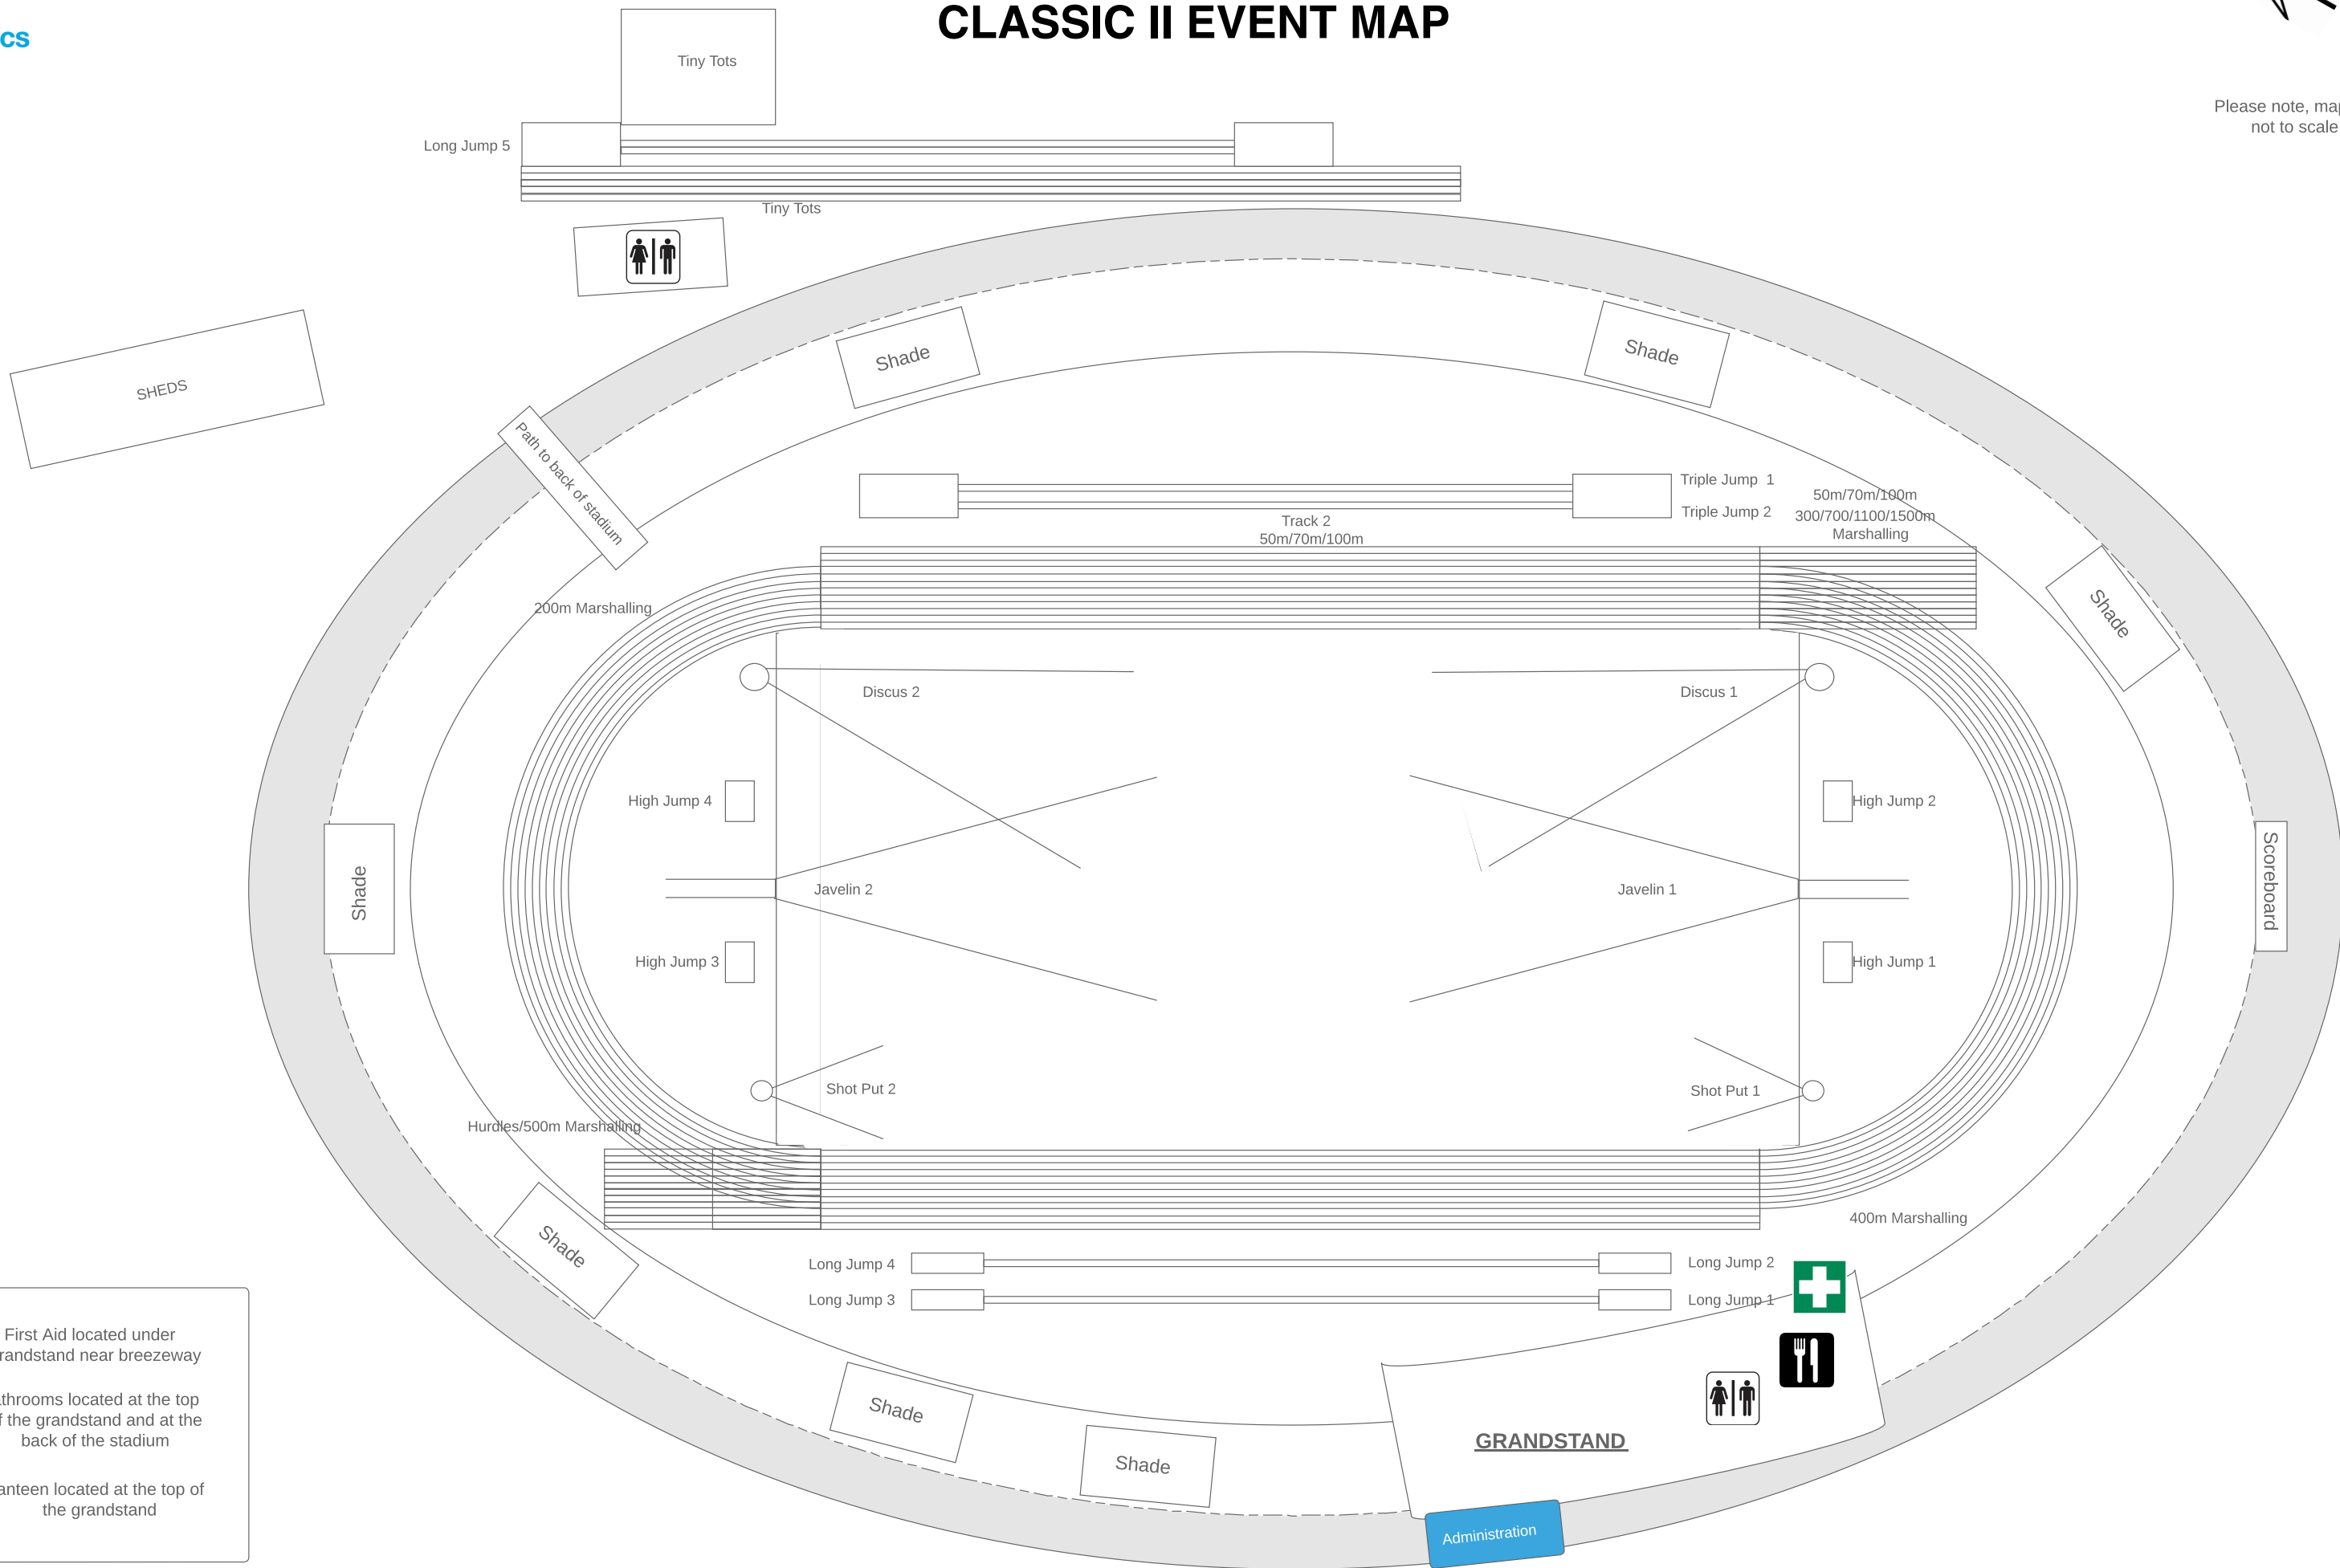 CLASSIC II EVENT MAP
cs
Tiny Tots
Please note, map
not to scale
Long Jump 5
Tiny Tots
Shade
Shade
SHEDS
Path to back of stadium
Triple Jump 1
Triple Jump 2
50m/70m/100m
300/700/1100/1500m
Marshalling
Track 2
50m/70m/100m
Shade
200m Marshalling
Discus 2
Discus 1
High Jump 4
High Jump 2
Shade
Javelin 2
Javelin 1
Scoreboard
High Jump 3
High Jump 1
Shot Put 2
Shot Put 1
Hurdles/500m Marshalling
400m Marshalling
Shade
Long Jump 4
Long Jump 2
Long Jump 3
Long Jump 1
First Aid located under
randstand near breezeway
throoms located at the top
f the grandstand and at the
back of the stadium
anteen located at the top of
the grandstand
Shade
Shade
GRANDSTAND
Administration